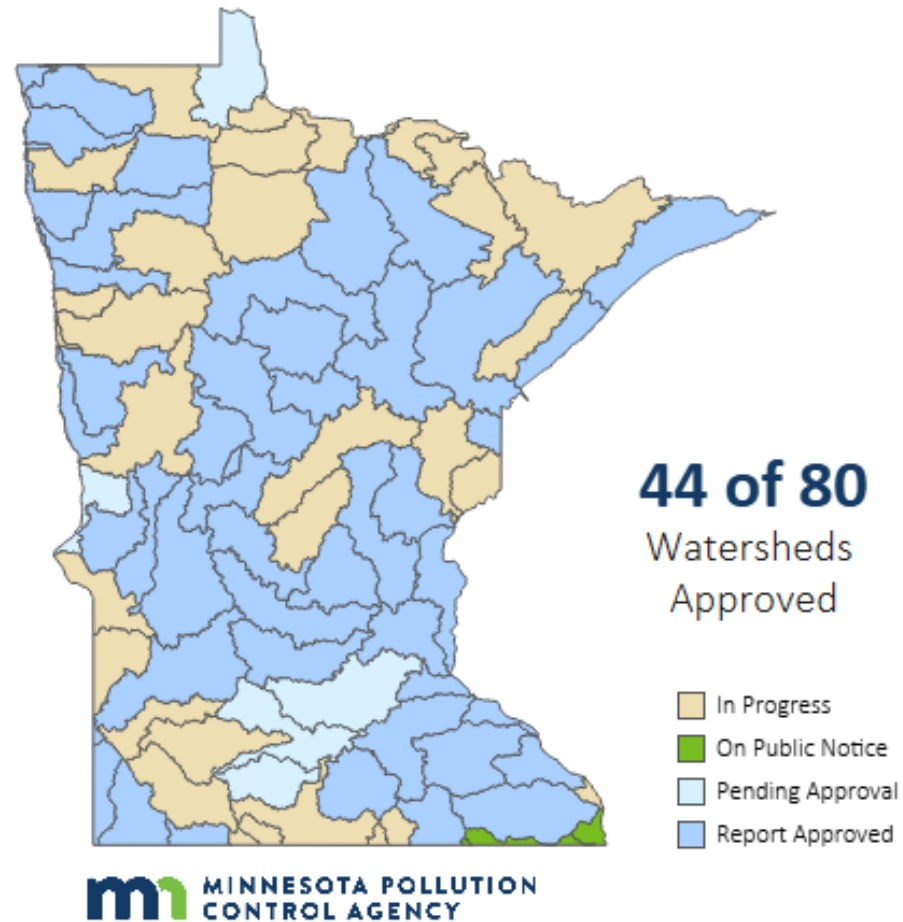 44 of 80
Watersheds
Approved
In Progress
On Public Notice
Pending Approval
Report Approved
MINNESOTA POLLUTION
CONTROL AGENCY